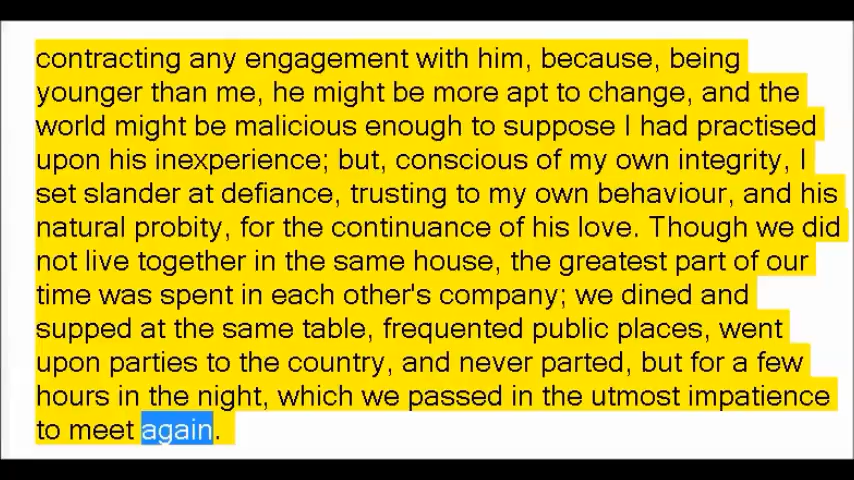 contracting any engagement with him, because, being
younger than me, he might be more apt to change, and the
world might be malicious enough to suppose I had practised
upon his inexperience; but, conscious of my own integrity, I
set slander at defiance, trusting to my own behaviour, and his
natural probity, for the continuance of his love. Though we did
not live together in the same house, the greatest part of our
time was spent in each other's company; we dined and
supped at the same table, frequented public places, went
upon parties to the country, and never parted, but for a few
hours in the night, which we passed in the utmost impatience
to meet again.